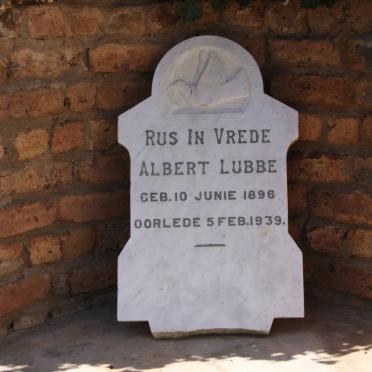 RUS IN VREDE
ALBERT LUBBE
GEB. 10 JUNIE 1896
OORLEDE 5 FEB. 1939.